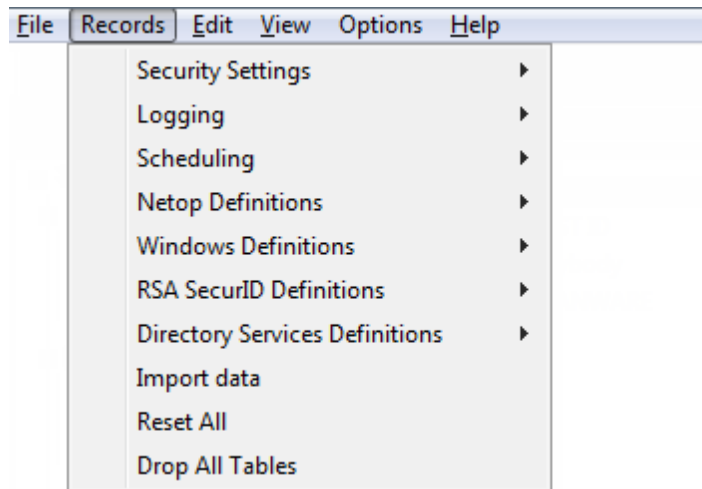 File Records Edit View Options Help
Security Settings
Logging
Scheduling
Netop Definitions
Windows Definitions
RSA SecurID Definitions
Directory Services Definitions
Import data
Reset All
Drop All Tables